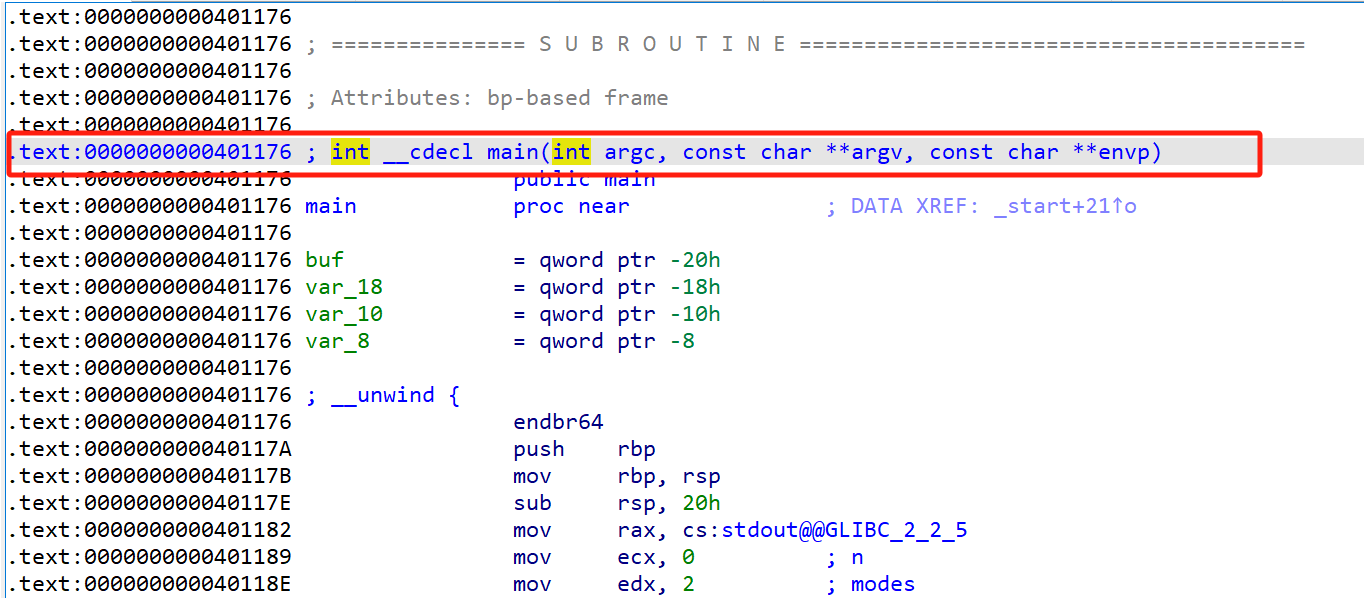 .text:0000000000401176
.text:0000000000401176 ; =============== S U B R O U T I N E =======================================
.text:0000000000401176
.text:0000000000401176 ; Attributes: bp-based frame
.text:0000000000401176
.text:0000000000401176 ; int __cdecl main(int argc, const char **argv, const char **envp)
.text:0000000000401176                 public main
.text:0000000000401176 main            proc near               ; DATA XREF: _start+21↑o
.text:0000000000401176
.text:0000000000401176 buf             = qword ptr -20h
.text:0000000000401176 var_18          = qword ptr -18h
.text:0000000000401176 var_10          = qword ptr -10h
.text:0000000000401176 var_8           = qword ptr -8
.text:0000000000401176
.text:0000000000401176 ; __unwind {
.text:0000000000401176                 endbr64
.text:000000000040117A                 push    rbp
.text:000000000040117B                 mov     rbp, rsp
.text:000000000040117E                 sub     rsp, 20h
.text:0000000000401182                 mov     rax, cs:stdout@@GLIBC_2_2_5
.text:0000000000401189                 mov     ecx, 0          ; n
.text:000000000040118E                 mov     edx, 2          ; modes